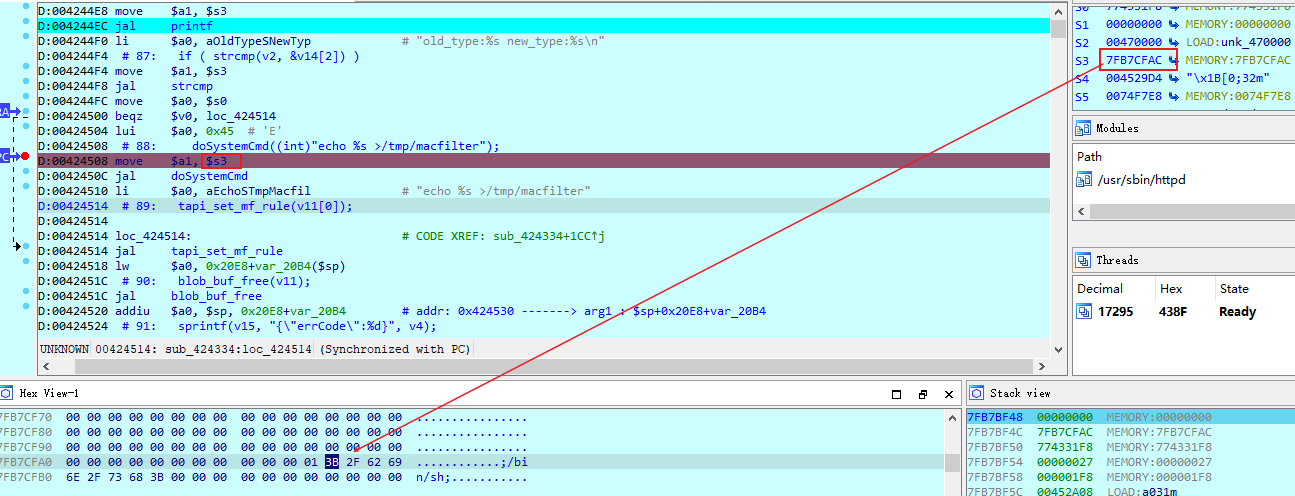 D:004244E8 move $a1, $s3
D:004244EC jal printf
D:004244F0 li $a0, aOldTypeSNewTyp # "old_type:%s new_type:%s\n"
D:004244F4 # 87: if ( strcmp(v2, &v14[2]) )
D:004244F4 move $a1, $s3
D:004244F8 jal strcmp
D:004244FC move $a0, $s0
D:00424500 beqz $v0, loc_424514
D:00424504 lui $a0, 0x45 # 'E'
D:00424508 # 88: doSystemCmd((int)"echo %s >/tmp/macfilter");
PC D:00424508 move $a1, $s3
D:0042450C jal doSystemCmd
D:00424510 li $a0, aEchoSTmpMacfil # "echo %s >/tmp/macfilter"
D:00424514 # 89: tapi_set_mf_rule(v11[0]);
D:00424514
D:00424514 loc_424514: # CODE XREF: sub_424334+1CC↑j
D:00424514 jal tapi_set_mf_rule
D:00424518 lw $a0, 0x20E8+var_20B4($sp)
D:0042451C # 90: blob_buf_free(v11);
D:0042451C jal blob_buf_free
D:00424520 addiu $a0, $sp, 0x20E8+var_20B4 # addr: 0x424530 -------> arg1 : $sp+0x20E8+var_20B4
D:00424524 # 91: sprintf(v15, "{\"errCode\":%d}", v4);
UNKNOWN 00424514: sub_424334:loc_424514 (Synchronized with PC)
S0 774331F8 MEMORY:774331F8
S1 00000000 MEMORY:00000000
S2 00470000 LOAD:unk_470000
S3 7FB7CFAC MEMORY:7FB7CFAC
S4 004529D4 "\x1B[0;32m"
S5 0074F7E8 MEMORY:0074F7E8
Modules
Path
/usr/sbin/httpd
Threads
Decimal Hex State
17295 438F Ready
Hex View-1
7FB7CF70 00 00 00 00 00 00 00 00 00 00 00 00 00 00 00 00 ................
7FB7CF80 00 00 00 00 00 00 00 00 00 00 00 00 00 00 00 00 ................
7FB7CF90 00 00 00 00 00 00 00 00 00 00 00 00 00 00 00 00 ................
7FB7CFA0 00 00 00 00 00 00 00 00 00 00 01 3B 2F 62 69 ............;/bi
7FB7CFB0 6E 2F 73 68 3B 00 00 00 00 00 00 00 00 00 00 00 n/sh;...........
Stack view
7FB7BF48 00000000 MEMORY:00000000
7FB7BF4C 7FB7CFAC MEMORY:7FB7CFAC
7FB7BF50 774331F8 MEMORY:774331F8
7FB7BF54 00000027 MEMORY:00000027
7FB7BF58 000001F8 MEMORY:000001F8
7FB7BF5C 00452A08 LOAD:a031m